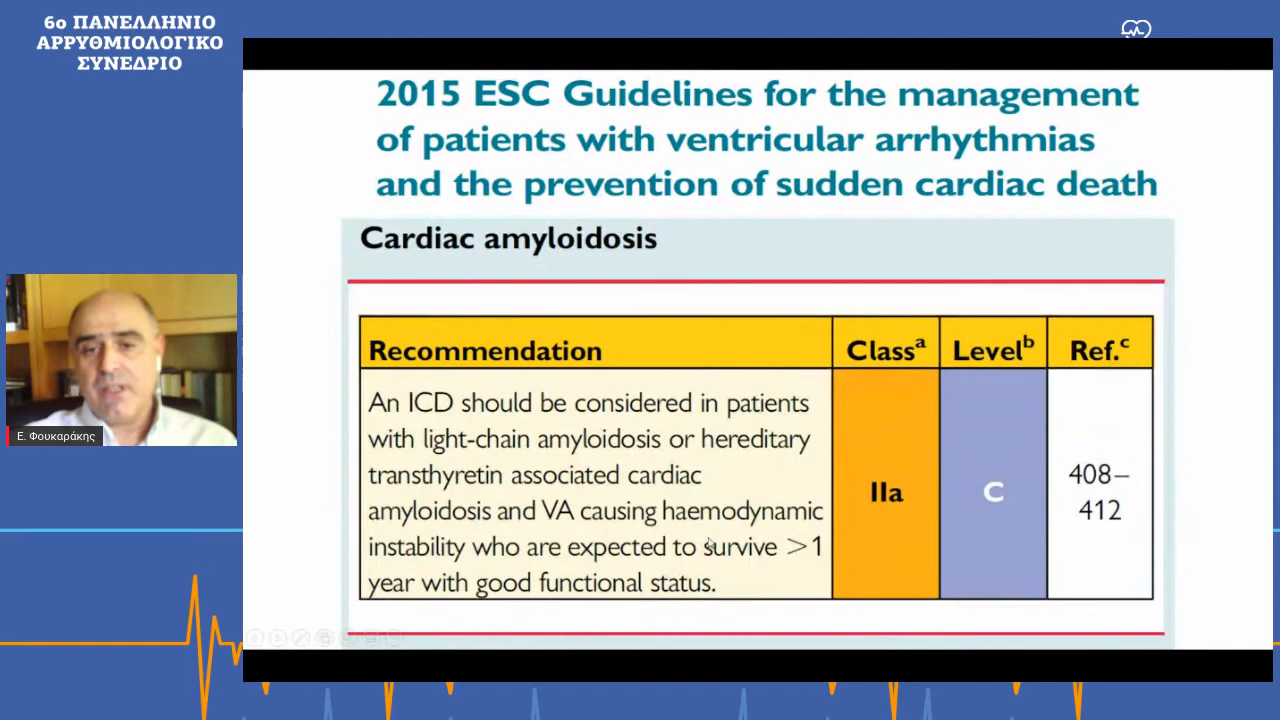 6ο ΠΑΝΕΛΛΗΝΙΟ
ΑΡΡΥΘΜΙΟΛΟΓΙΚΟ
ΣΥΝΕΔΡΙΟ
2015 ESC Guidelines for the management
of patients with ventricular arrhythmias
and the prevention of sudden cardiac death
Cardiac amyloidosis
Recommendation Classᵃ Levelᵇ Ref.ᶜ
An ICD should be considered in patients
with light-chain amyloidosis or hereditary
transthyretin associated cardiac
amyloidosis and VA causing haemodynamic
instability who are expected to survive >1
year with good functional status.
IIa
C
408–
412
Ε. Φουκαράκης